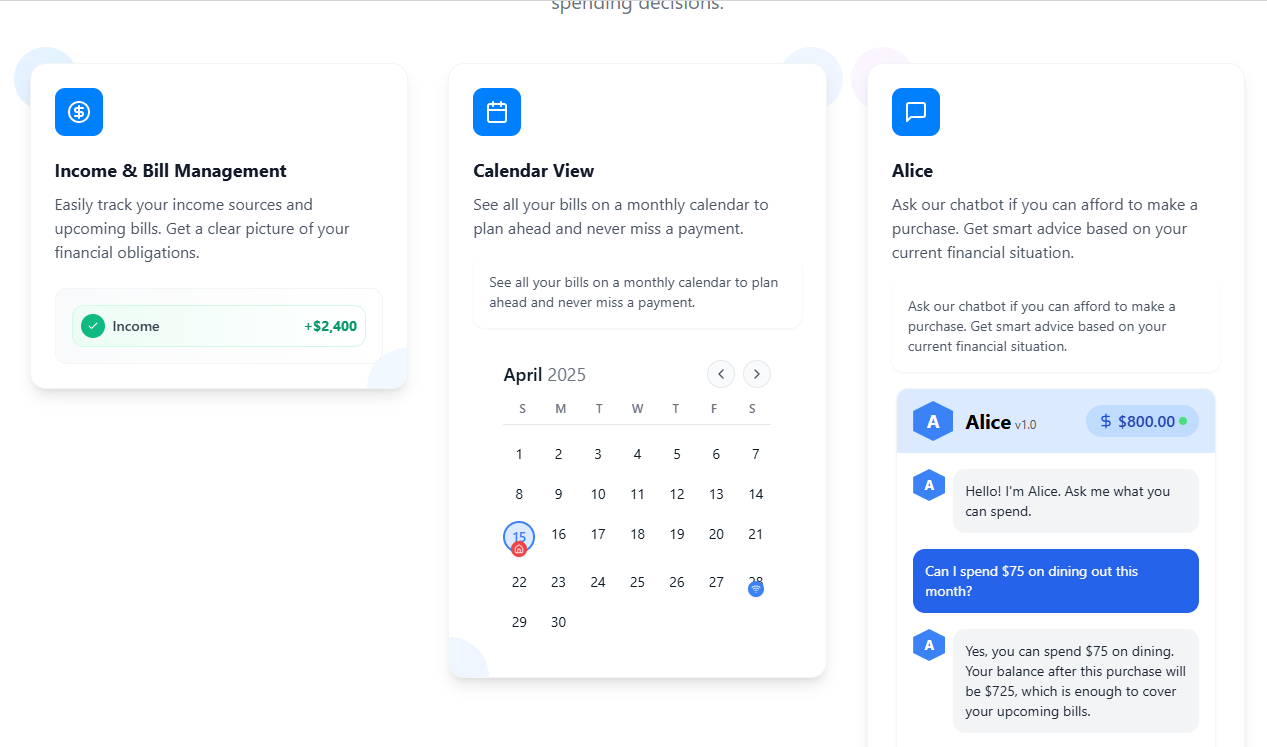 spending decisions.
Income & Bill Management
Easily track your income sources and
upcoming bills. Get a clear picture of your
financial obligations.
Income +$2,400
Calendar View
See all your bills on a monthly calendar to
plan ahead and never miss a payment.
See all your bills on a monthly calendar to plan
ahead and never miss a payment.
April 2025
S M T W T F S
1 2 3 4 5 6 7
8 9 10 11 12 13 14
15 16 17 18 19 20 21
22 23 24 25 26 27 28
29 30
Alice
Ask our chatbot if you can afford to make a
purchase. Get smart advice based on your
current financial situation.
Ask our chatbot if you can afford to make a
purchase. Get smart advice based on your
current financial situation.
A Alice v1.0 $ $800.00
A
Hello! I'm Alice. Ask me what you
can spend.
Can I spend $75 on dining out this
month?
A
Yes, you can spend $75 on dining.
Your balance after this purchase will
be $725, which is enough to cover
your upcoming bills.